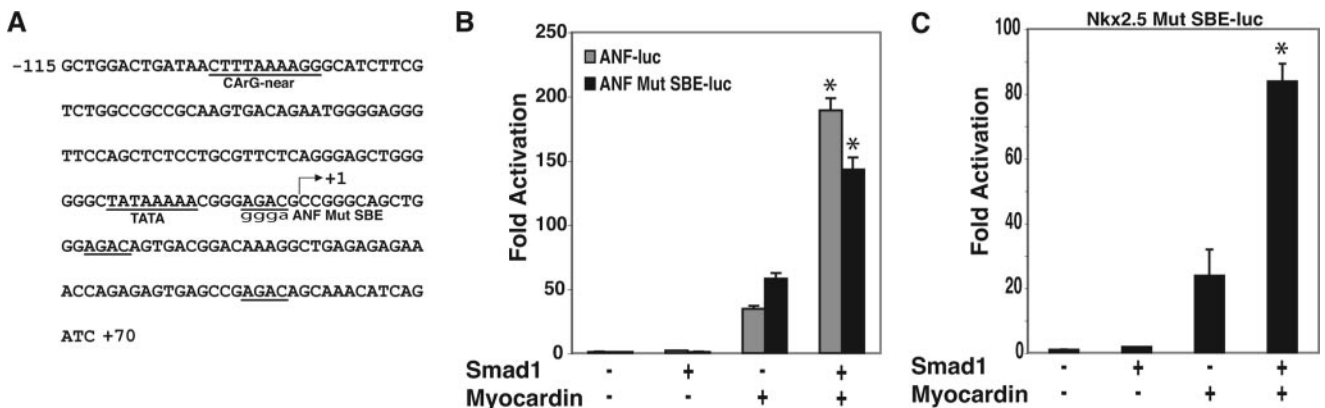 A
-115 GCTGGACTGATAACTTTAAAAGGGCATCTTCG
CArG-near
TCTGGCCGCCGCAAGTGACAGAATGGGGAGGG
TTCCAGCTCTCCTGCGTTCTCAGGGAGCTGGG
+1
GGGCTATAAAAACGGGAGACGCCGGGCAGCTG
TATA ggga ANF Mut SBE
GGAGACAGTGACGGACAAAGGCTGAGAGAGAA
ACCAGAGAGTGAGCCGAGACAGCAAACATCAG
ATC +70
B
Fold Activation
250
200
150
100
50
0
ANF-luc
ANF Mut SBE-luc
* *
Smad1 - + - +
Myocardin - - + +
C
Nkx2.5 Mut SBE-luc
Fold Activation
100
80
60
40
20
0
*
Smad1 - + - +
Myocardin - - + +